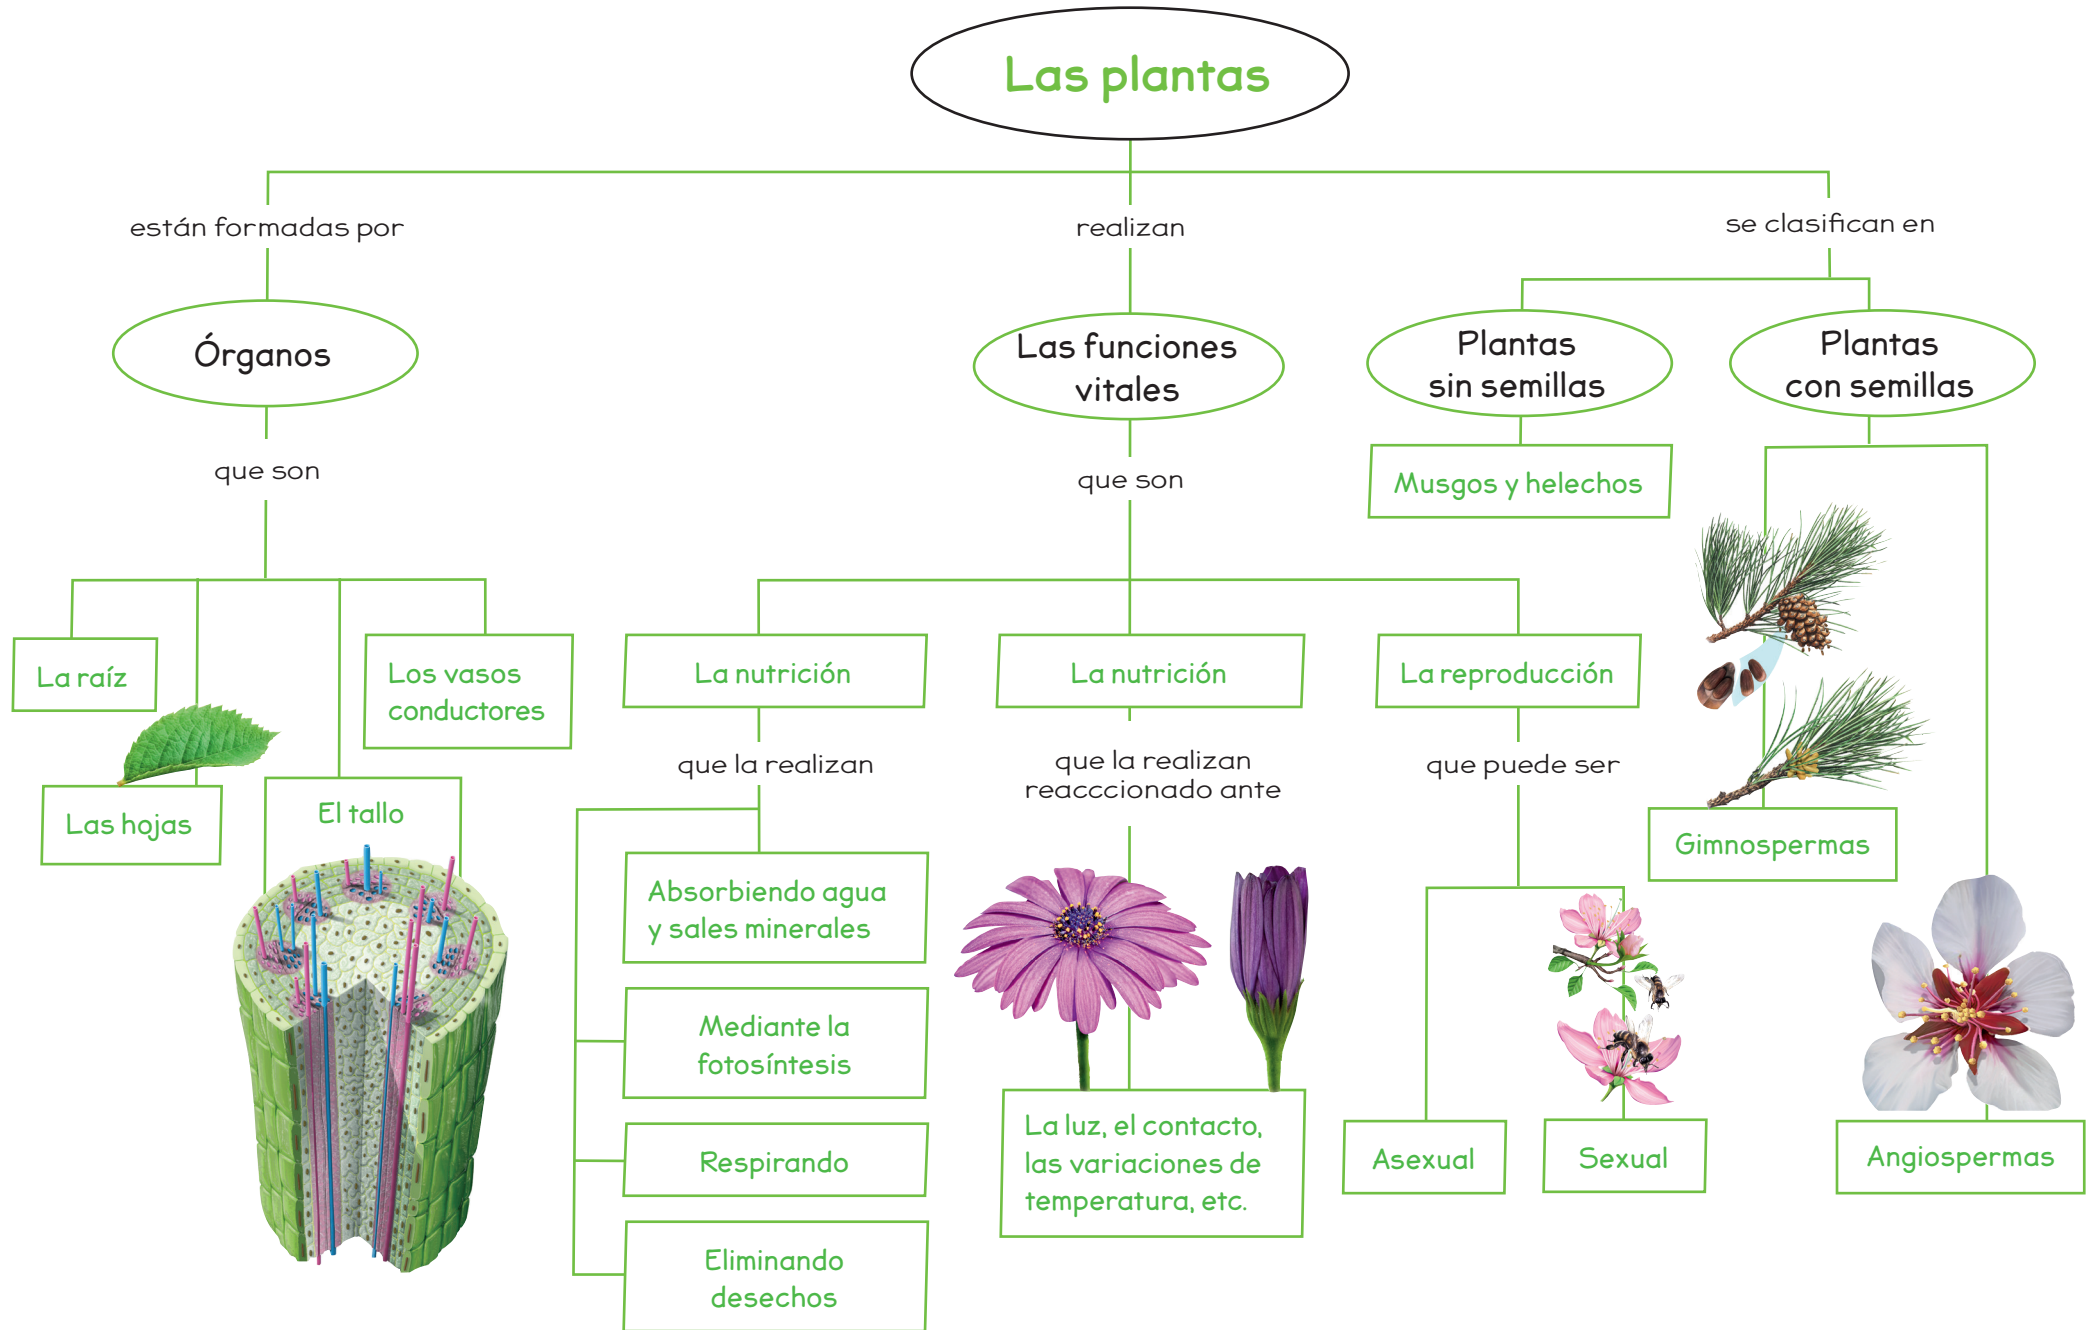 Las plantas
están formadas por
realizan
se clasifican en
Órganos
Las funciones
vitales
Plantas
sin semillas
Plantas
con semillas
que son
que son
Musgos y helechos
La raíz
Los vasos
conductores
Las hojas
El tallo
La nutrición
La nutrición
La reproducción
que la realizan
que la realizan
reacccionado ante
que puede ser
Absorbiendo agua
y sales minerales
Mediante la
fotosíntesis
Respirando
Eliminando
desechos
La luz, el contacto,
las variaciones de
temperatura, etc.
Asexual
Sexual
Gimnospermas
Angiospermas